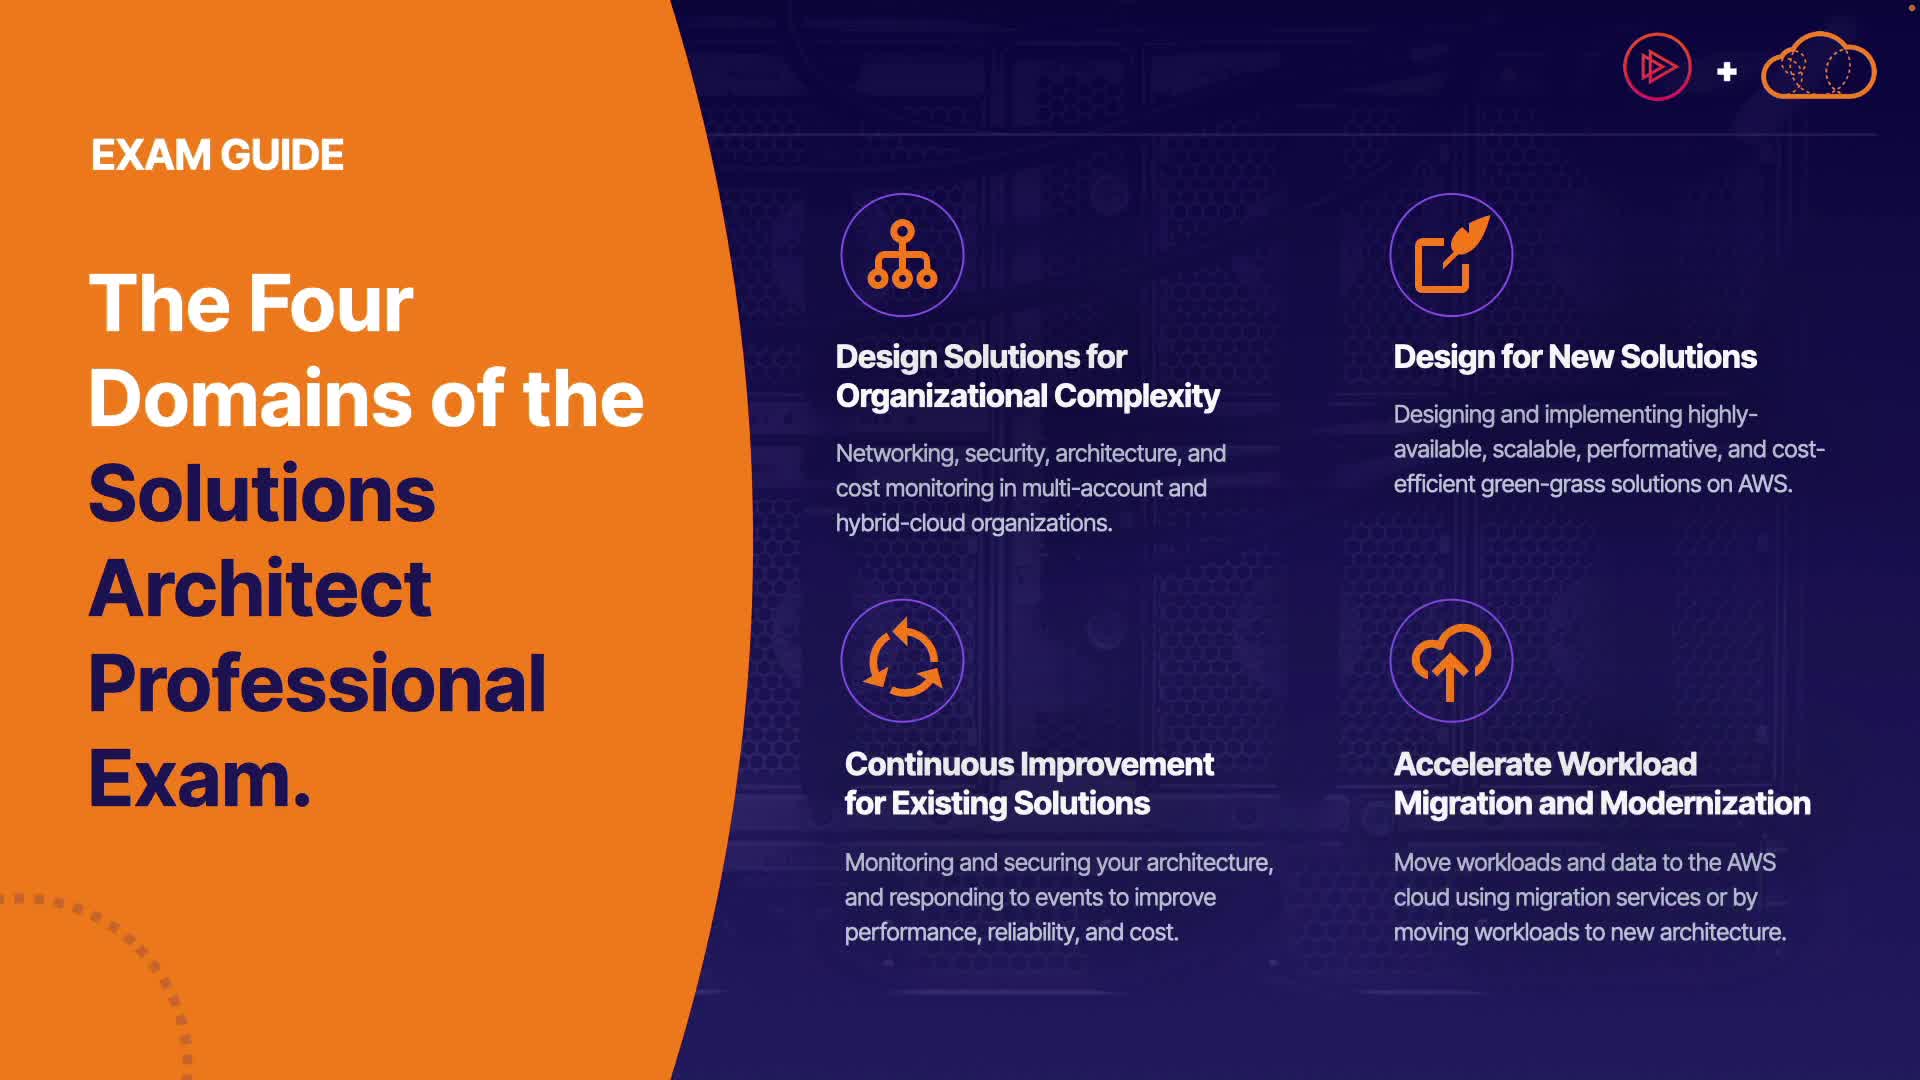 EXAM GUIDE
The Four
Domains of the
Solutions
Architect
Professional
Exam.
Design Solutions for
Organizational Complexity
Networking, security, architecture, and
cost monitoring in multi-account and
hybrid-cloud organizations.
Design for New Solutions
Designing and implementing highly-
available, scalable, performative, and cost-
efficient green-grass solutions on AWS.
Continuous Improvement
for Existing Solutions
Monitoring and securing your architecture,
and responding to events to improve
performance, reliability, and cost.
Accelerate Workload
Migration and Modernization
Move workloads and data to the AWS
cloud using migration services or by
moving workloads to new architecture.